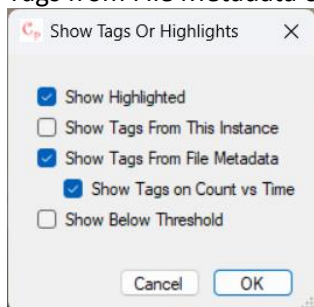 Show Tags Or Highlights
Show Highlighted
Show Tags From This Instance
Show Tags From File Metadata
Show Tags on Count vs Time
Show Below Threshold
Cancel OK